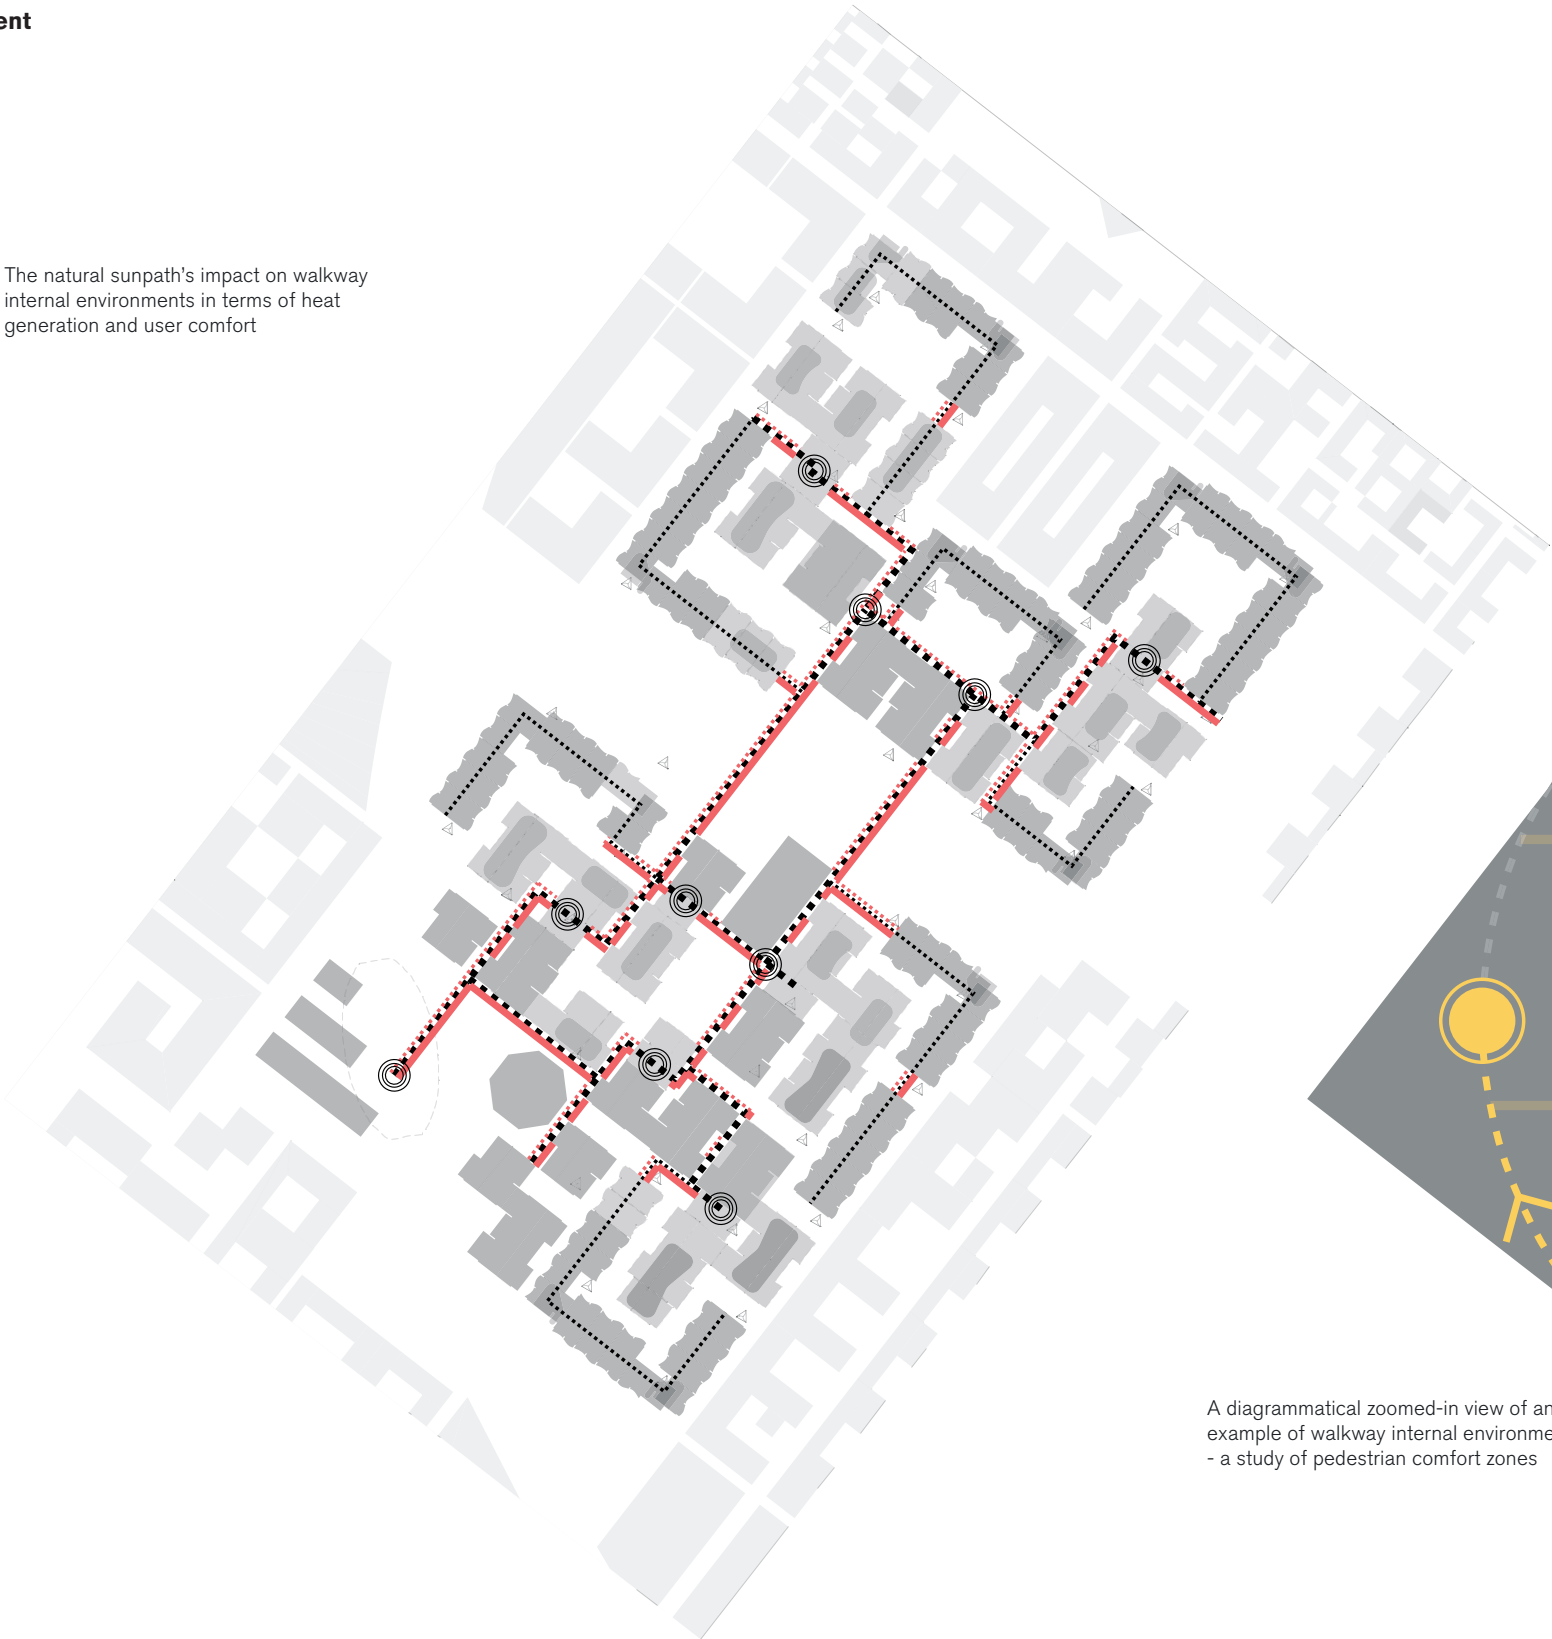 ent
The natural sunpath's impact on walkway
internal environments in terms of heat
generation and user comfort
A diagrammatical zoomed-in view of an
example of walkway internal environme
- a study of pedestrian comfort zones